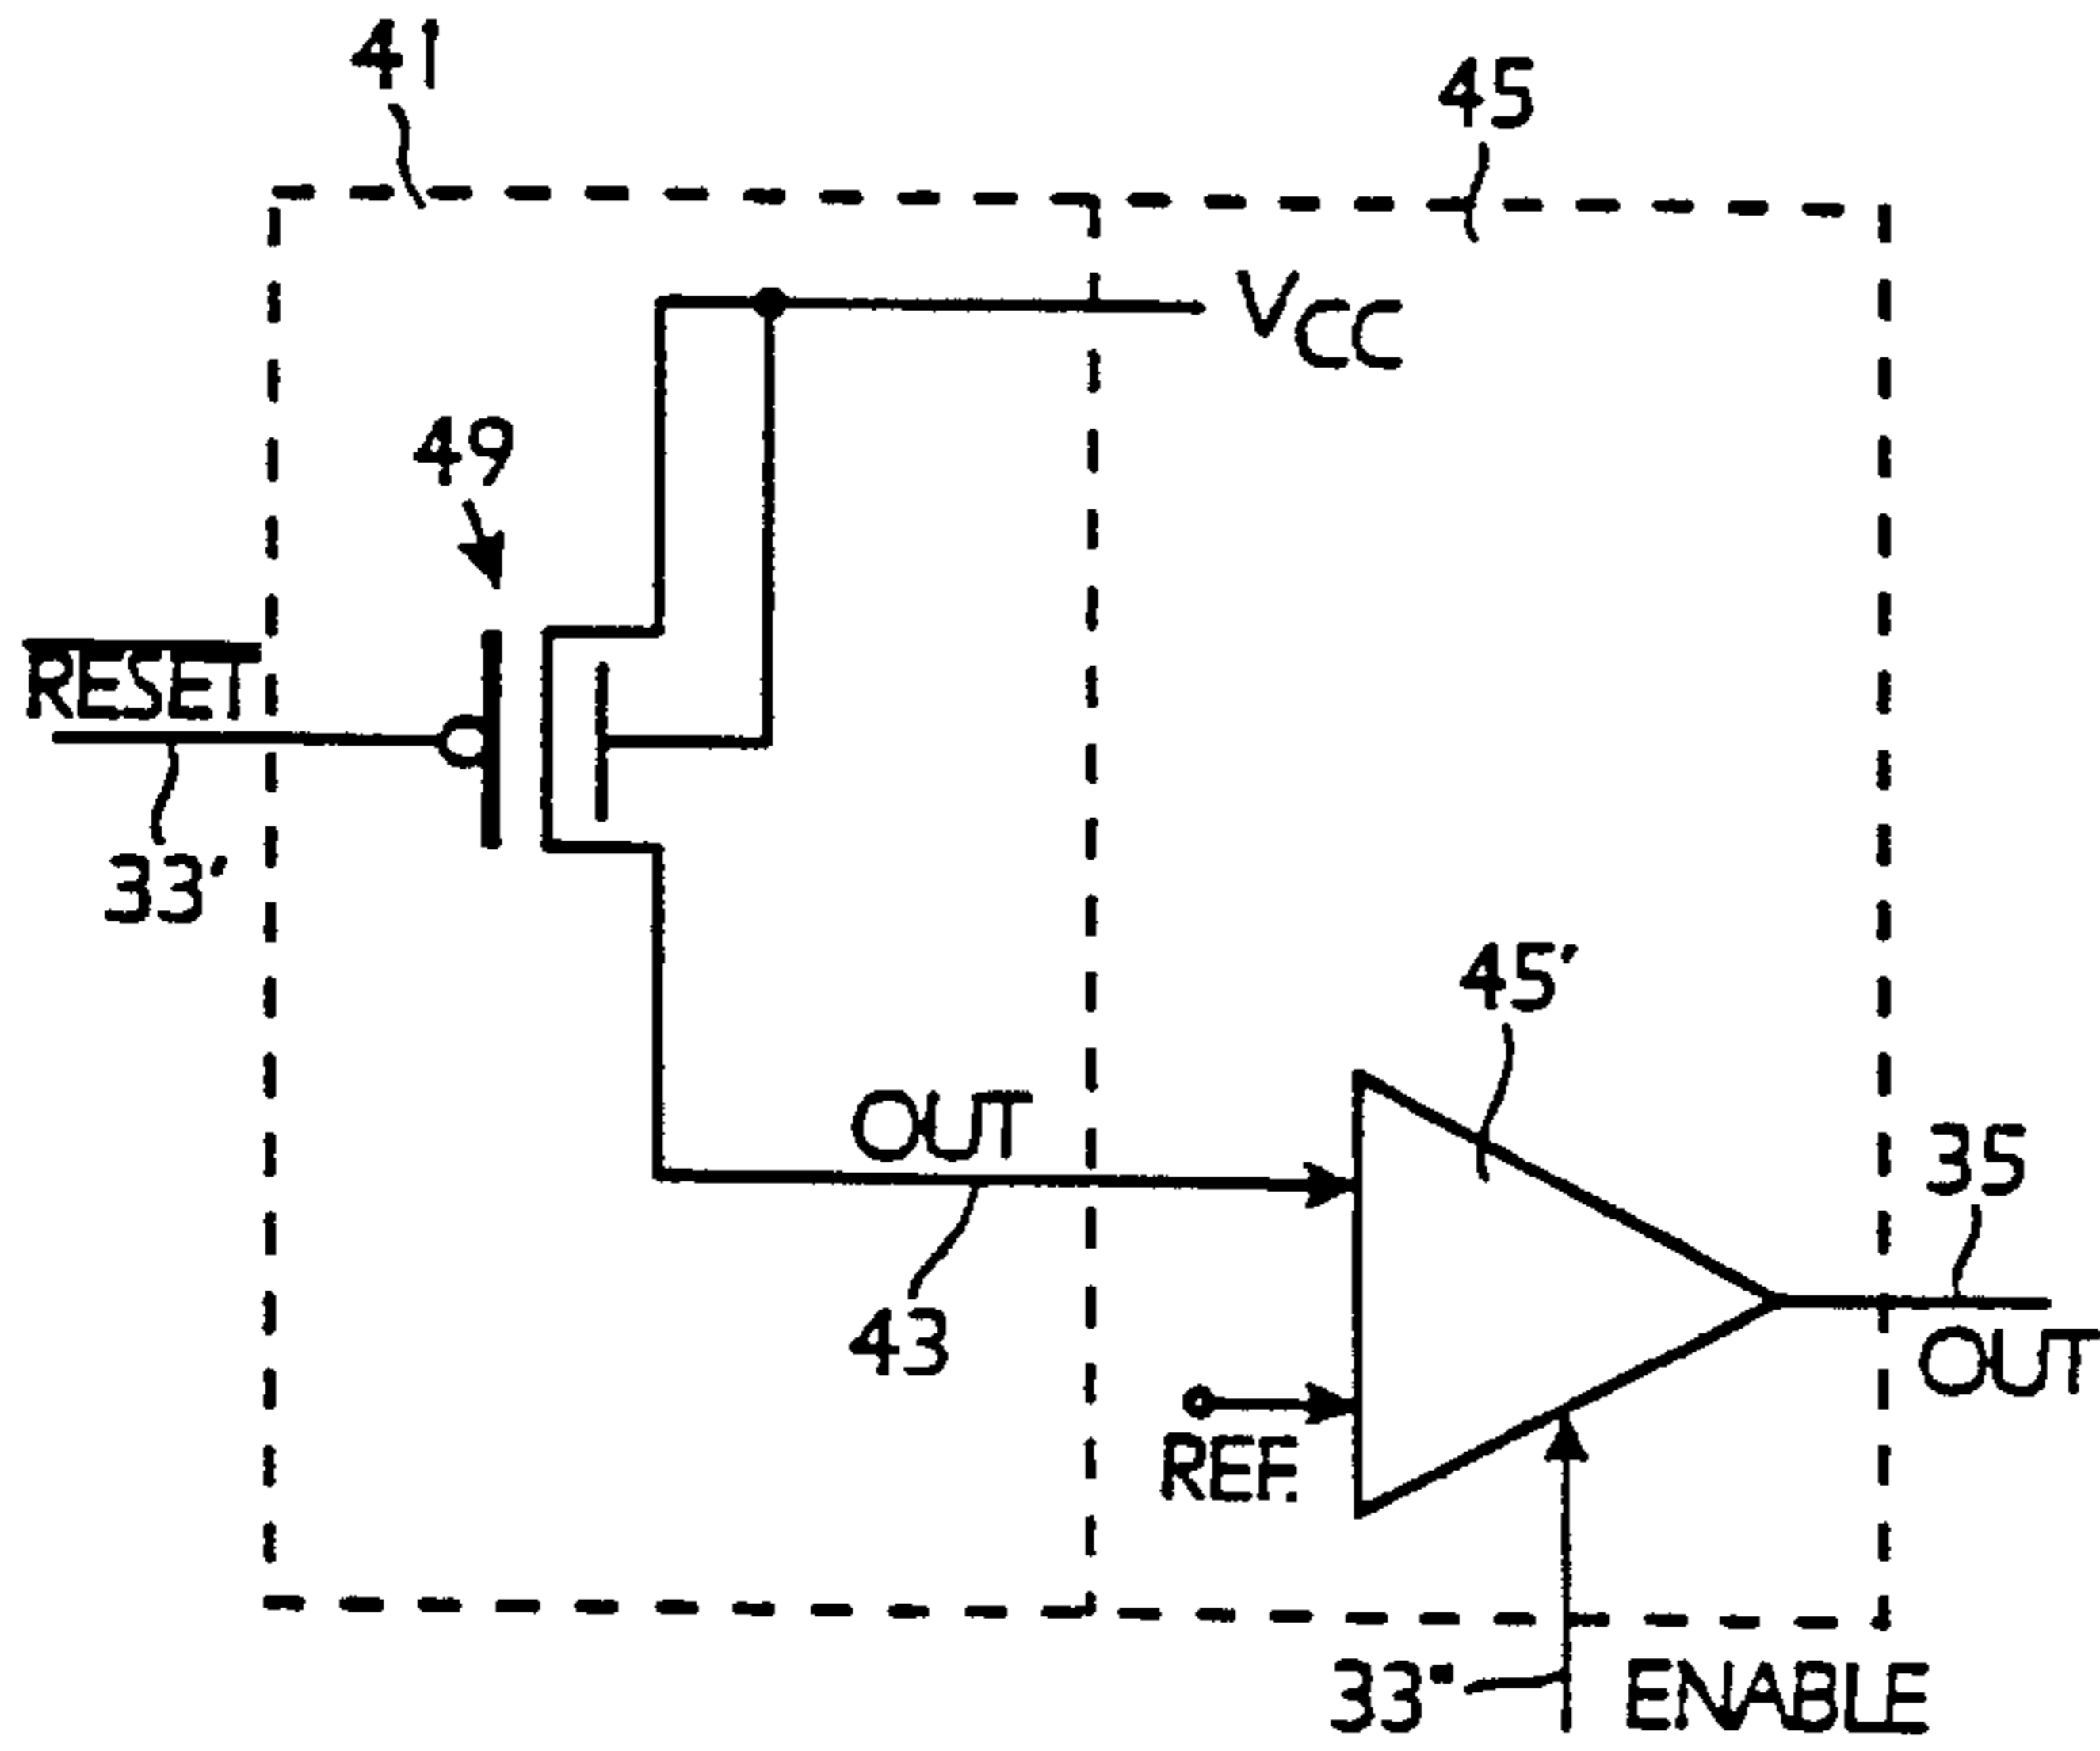 41
45
VCC
49
RESET
33'
45'
OUT
35
43
OUT
REF.
33"
ENABLE